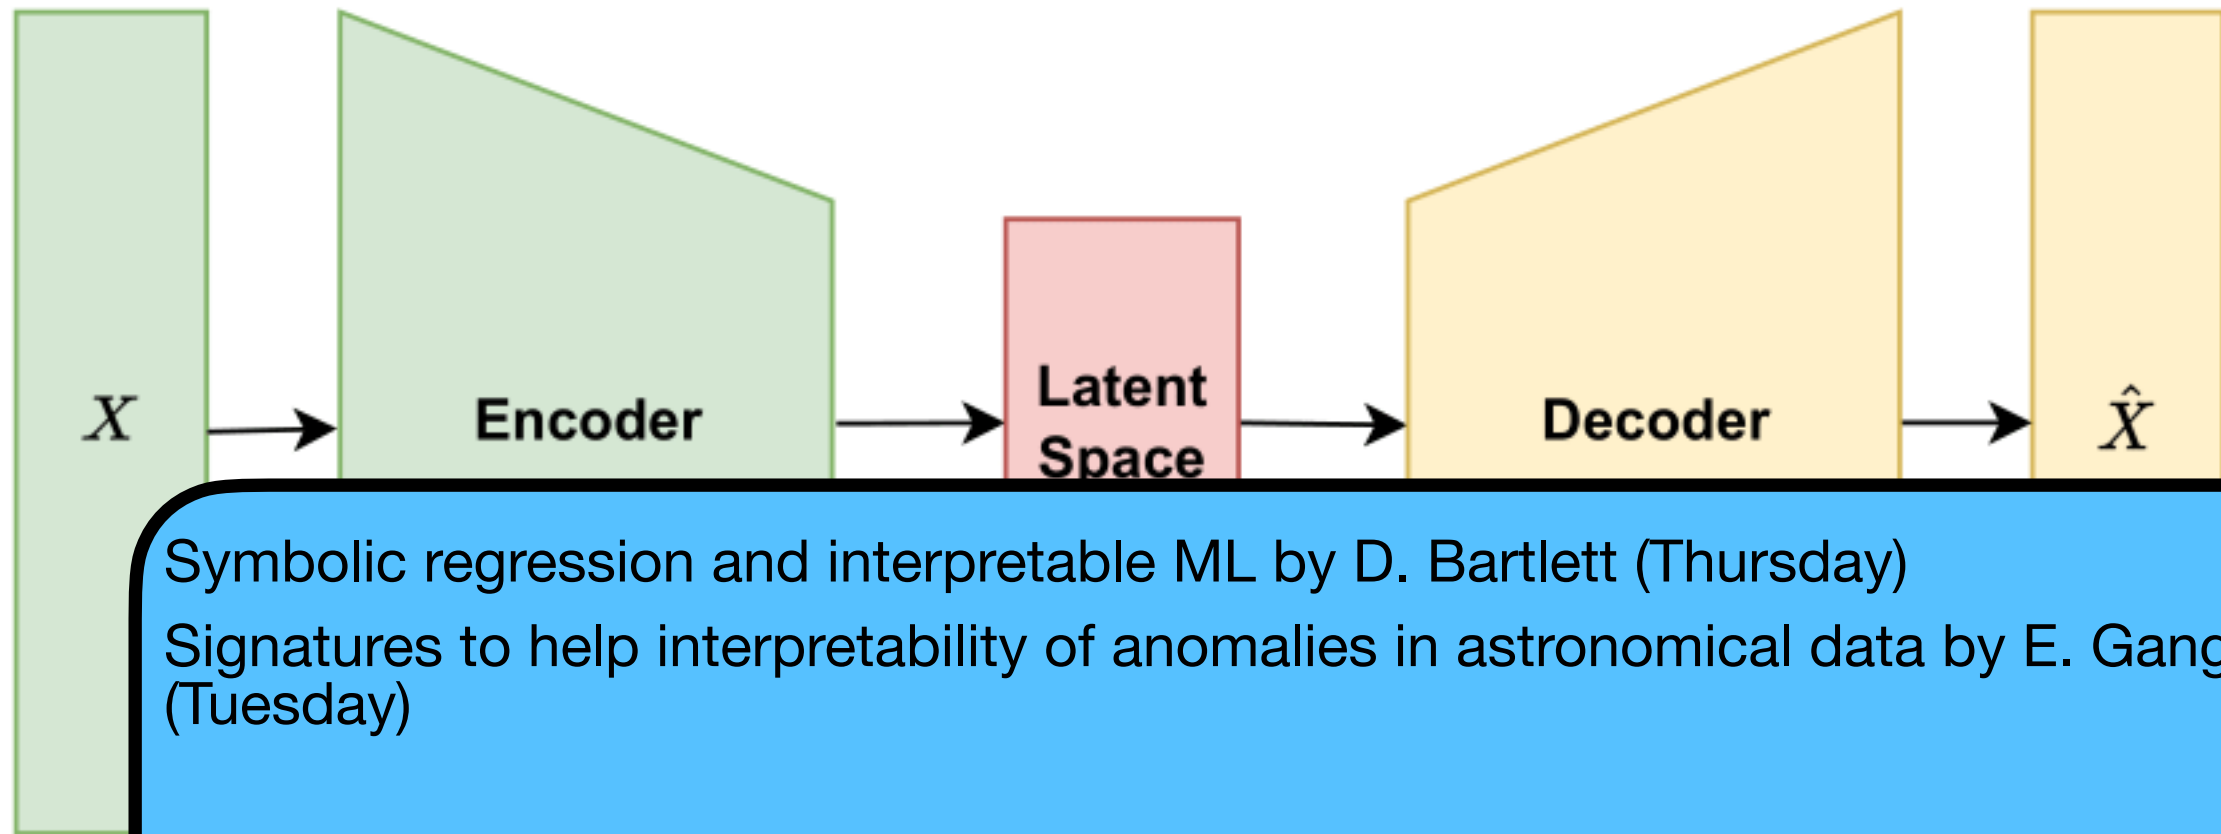 X
Encoder
Latent
Space
Decoder
X̂
Symbolic regression and interpretable ML by D. Bartlett (Thursday)
Signatures to help interpretability of anomalies in astronomical data by E.
(Tuesday)